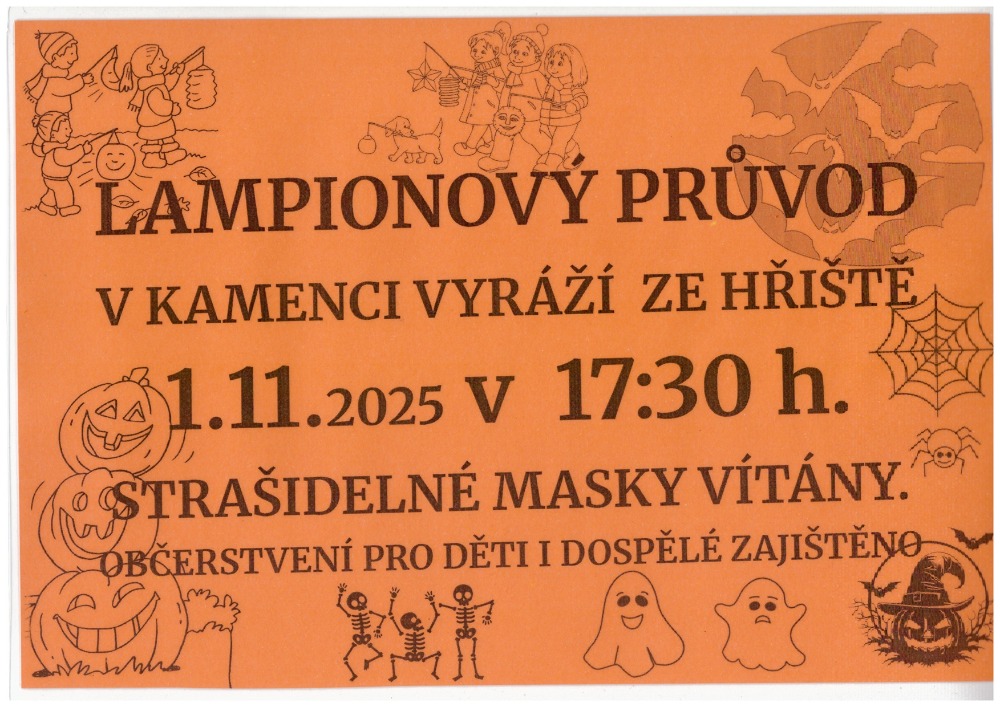 LAMPIONOVÝ PRŮVOD
V KAMENCI VYRÁŽÍ ZE HŘIŠTĚ
1.11.2025 v 17:30 h.
STRAŠIDELNÉ MASKY VÍTÁNY.
OBČERSTVENÍ PRO DĚTI I DOSPĚLÉ ZAJIŠTĚNO